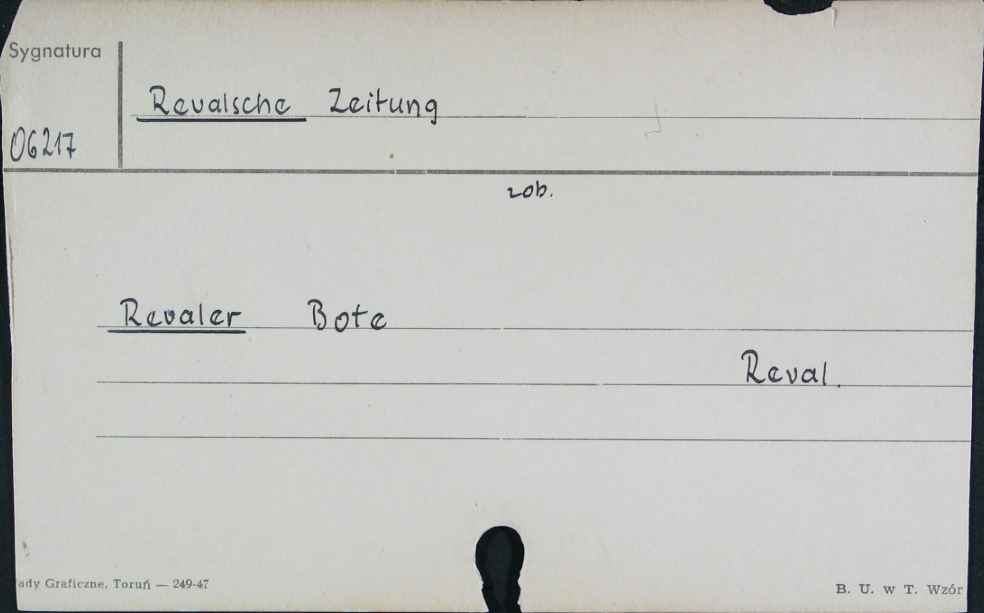 Sygnatura
06217
Revalsche Zeitung
zob.
Revaler Bote
Reval.
ady Graficzne, Toruń — 249-47
B. U. w T. Wzór